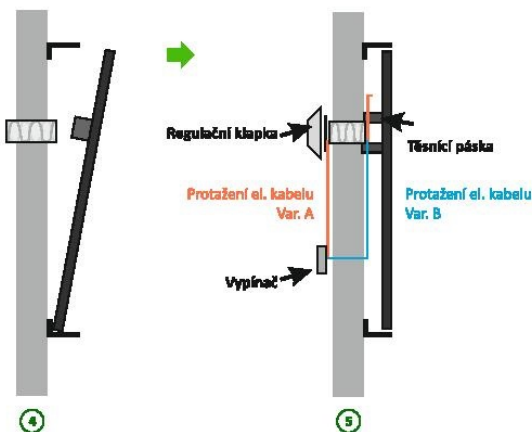 Regulační klapka
Těsnící páska
Protažení el. kabelu
Var. A
Protažení el. kabelu
Var. B
Vypínač
4
5